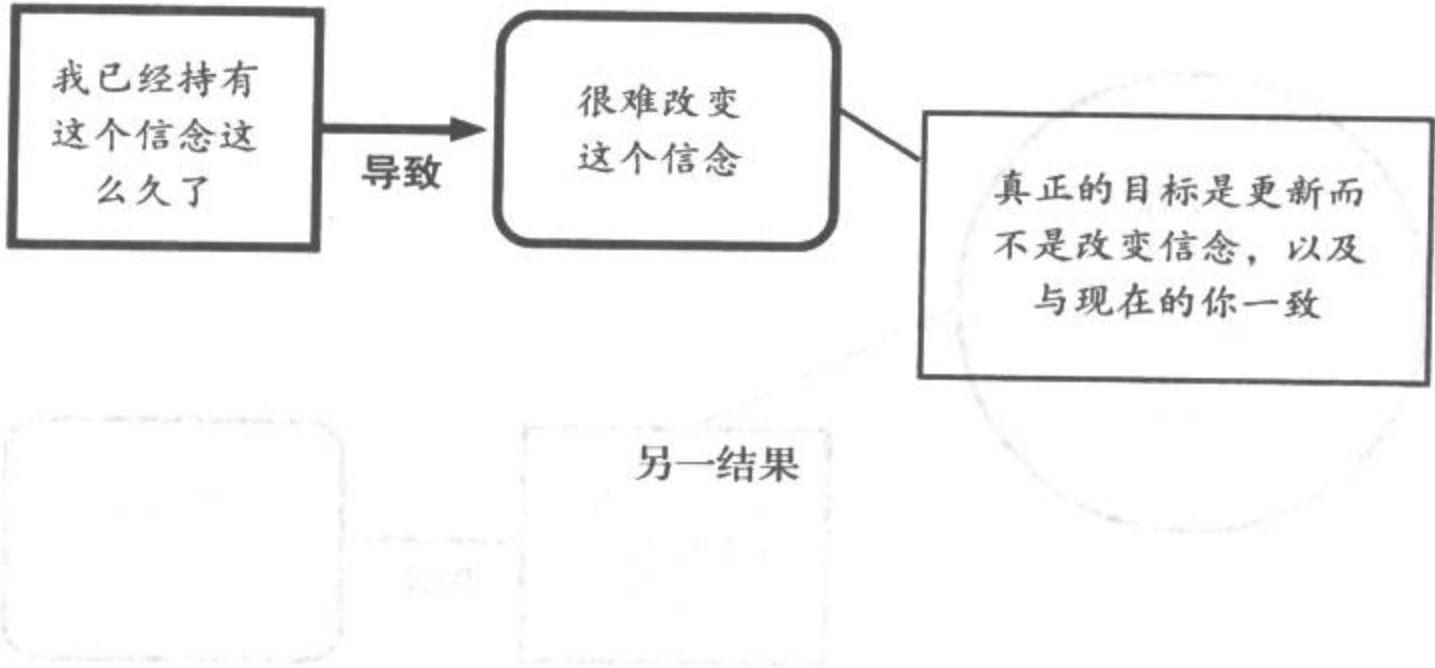 我已经持有
这个信念这
么久了
导致
很难改变
这个信念
真正的目标是更新而
不是改变信念，以及
与现在的你一致
另一结果